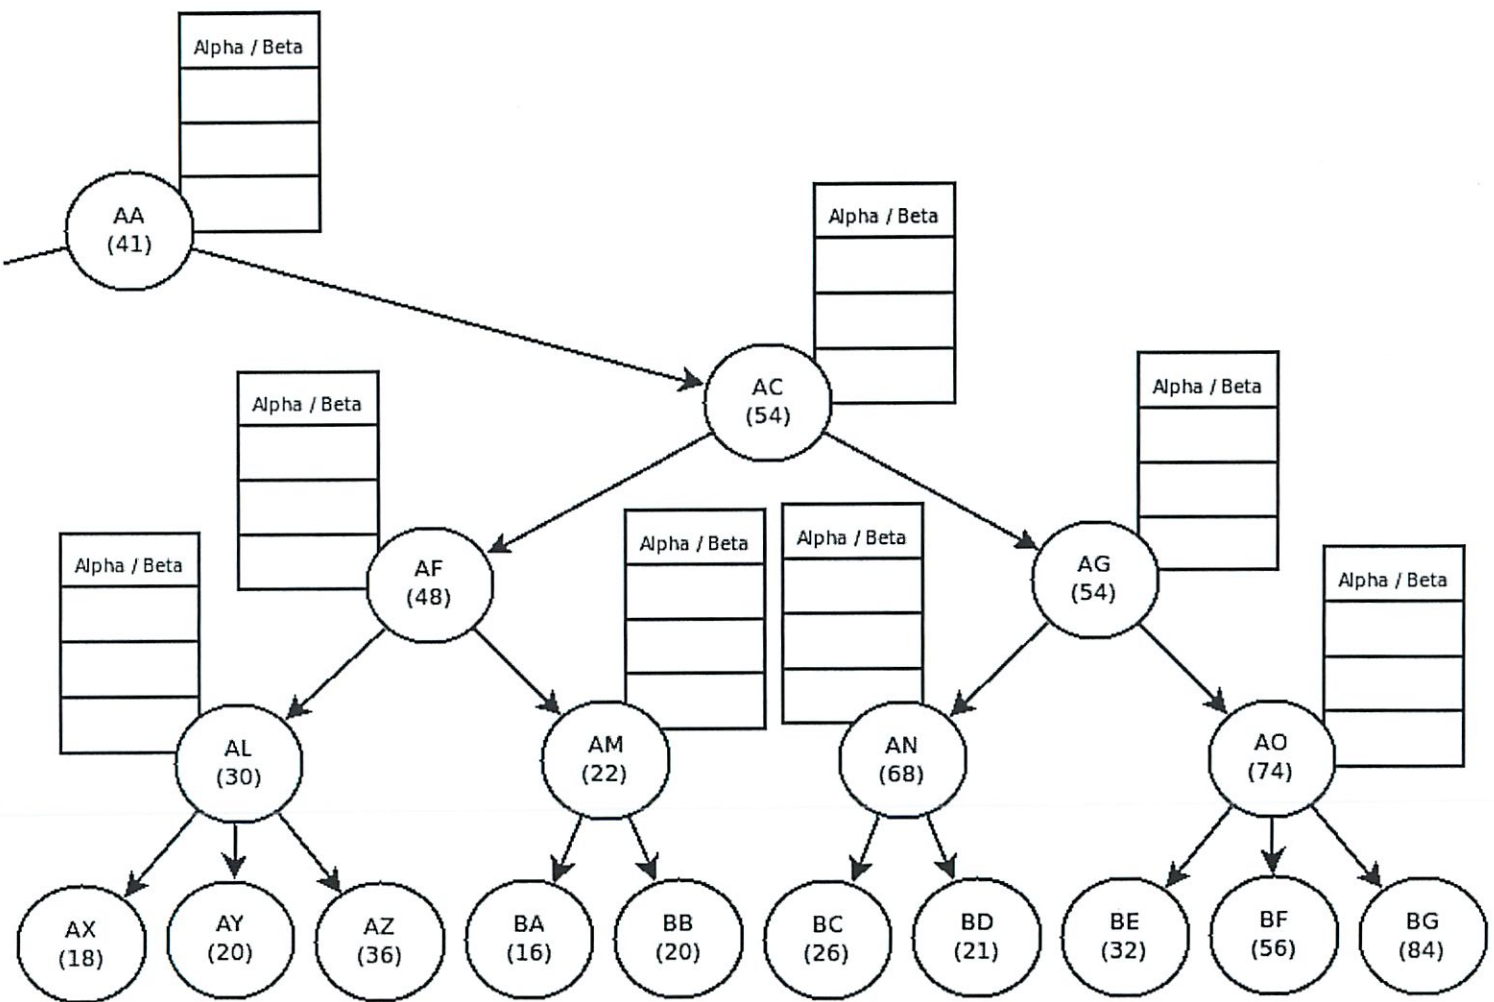 Alpha / Beta
AA
(41)
Alpha / Beta
AC
(54)
Alpha / Beta
AF
(48)
Alpha / Beta
AG
(54)
Alpha / Beta
AL
(30)
Alpha / Beta
AM
(22)
Alpha / Beta
AN
(68)
Alpha / Beta
AO
(74)
AX
(18)
AY
(20)
AZ
(36)
BA
(16)
BB
(20)
BC
(26)
BD
(21)
BE
(32)
BF
(56)
BG
(84)